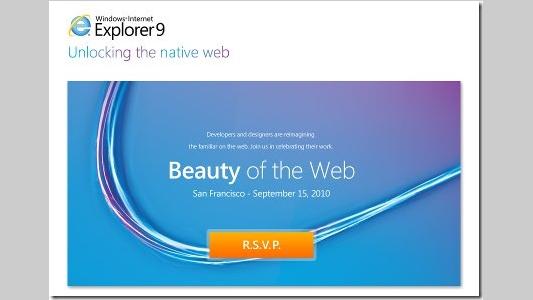 Windows Internet
Explorer 9
Unlocking the native web
Developers and designers are reimagining
the familiar on the web. Join us in celebrating their work.
Beauty of the Web
San Francisco - September 15, 2010
R.S.V.P.